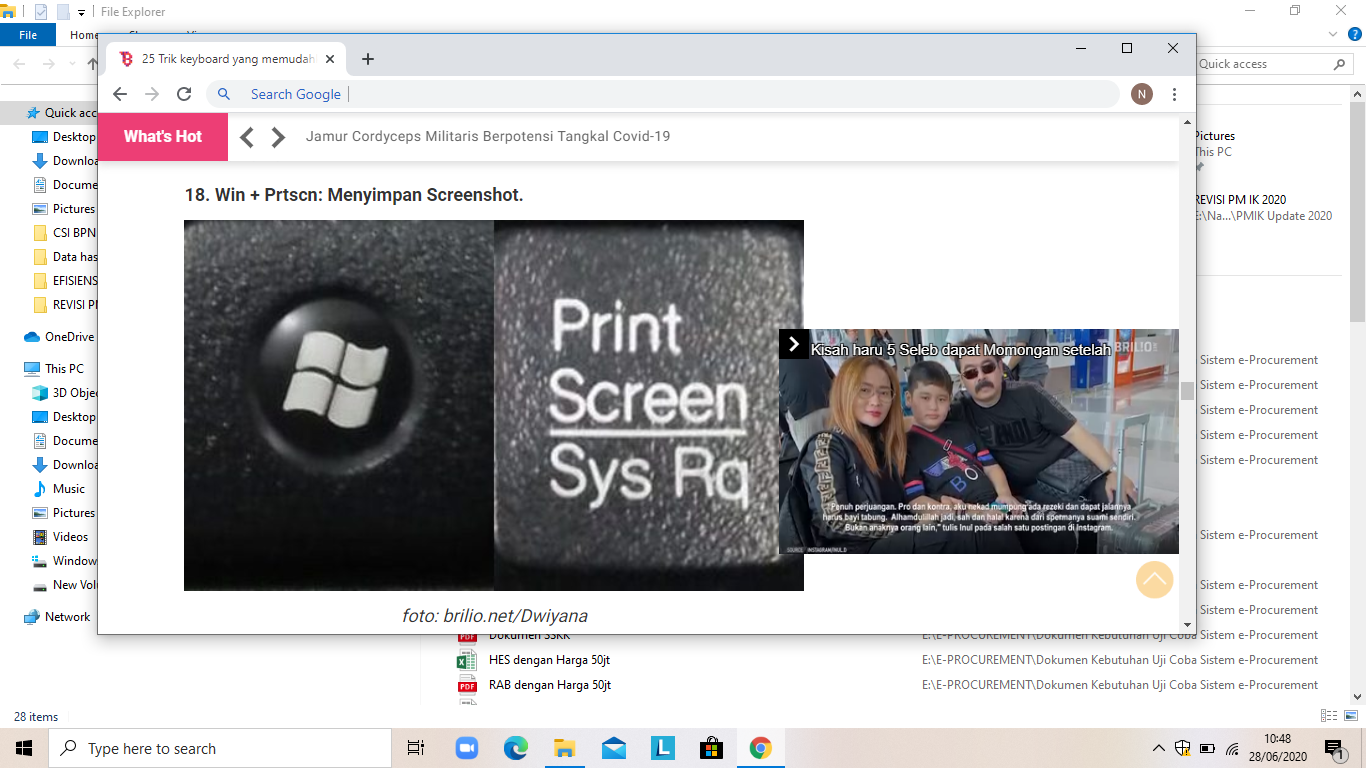 File Explorer
File
Home
Quick access
25 Trik keyboard yang memudah
Search Google
N
What's Hot
Jamur Cordyceps Militaris Berpotensi Tangkal Covid-19
18. Win + Prtscn: Menyimpan Screenshot.
Print
Screen
Sys Rq
Kisah haru 5 Seleb dapat Momongan setelah
BRILIO
Penuh perjuangan. Pro dan kontra, aku nekad mumpung ada rezeki dan dapat jalannya
harus bayi tabung. Alhamdulillah jadi, sah dan halal karena dari spermanya suami sendiri.
Bukan anaknya orang lain," tulis Inul pada salah satu postingan di Instagram.
SOURCE : INSTAGRAM/INUL.D
foto: brilio.net/Dwiyana
Quick acc
Desktop
Downloa
Docume
Pictures
CSI BPN
Data has
EFISIENS
REVISI P
OneDrive
This PC
3D Objec
Desktop
Docume
Downloa
Music
Pictures
Videos
Window
New Vol
Network
Pictures
This PC
REVISI PM IK 2020
E:\Na...\PMIK Update 2020
Sistem e-Procurement
Sistem e-Procurement
Sistem e-Procurement
Sistem e-Procurement
Sistem e-Procurement
Sistem e-Procurement
Sistem e-Procurement
Sistem e-Procurement
Dokumen SSKK E:\E-PROCUREMENT\Dokumen Kebutuhan Uji Coba Sistem e-Procurement
HES dengan Harga 50jt E:\E-PROCUREMENT\Dokumen Kebutuhan Uji Coba Sistem e-Procurement
RAB dengan Harga 50jt E:\E-PROCUREMENT\Dokumen Kebutuhan Uji Coba Sistem e-Procurement
28 items
Type here to search
10:48
28/06/2020
1